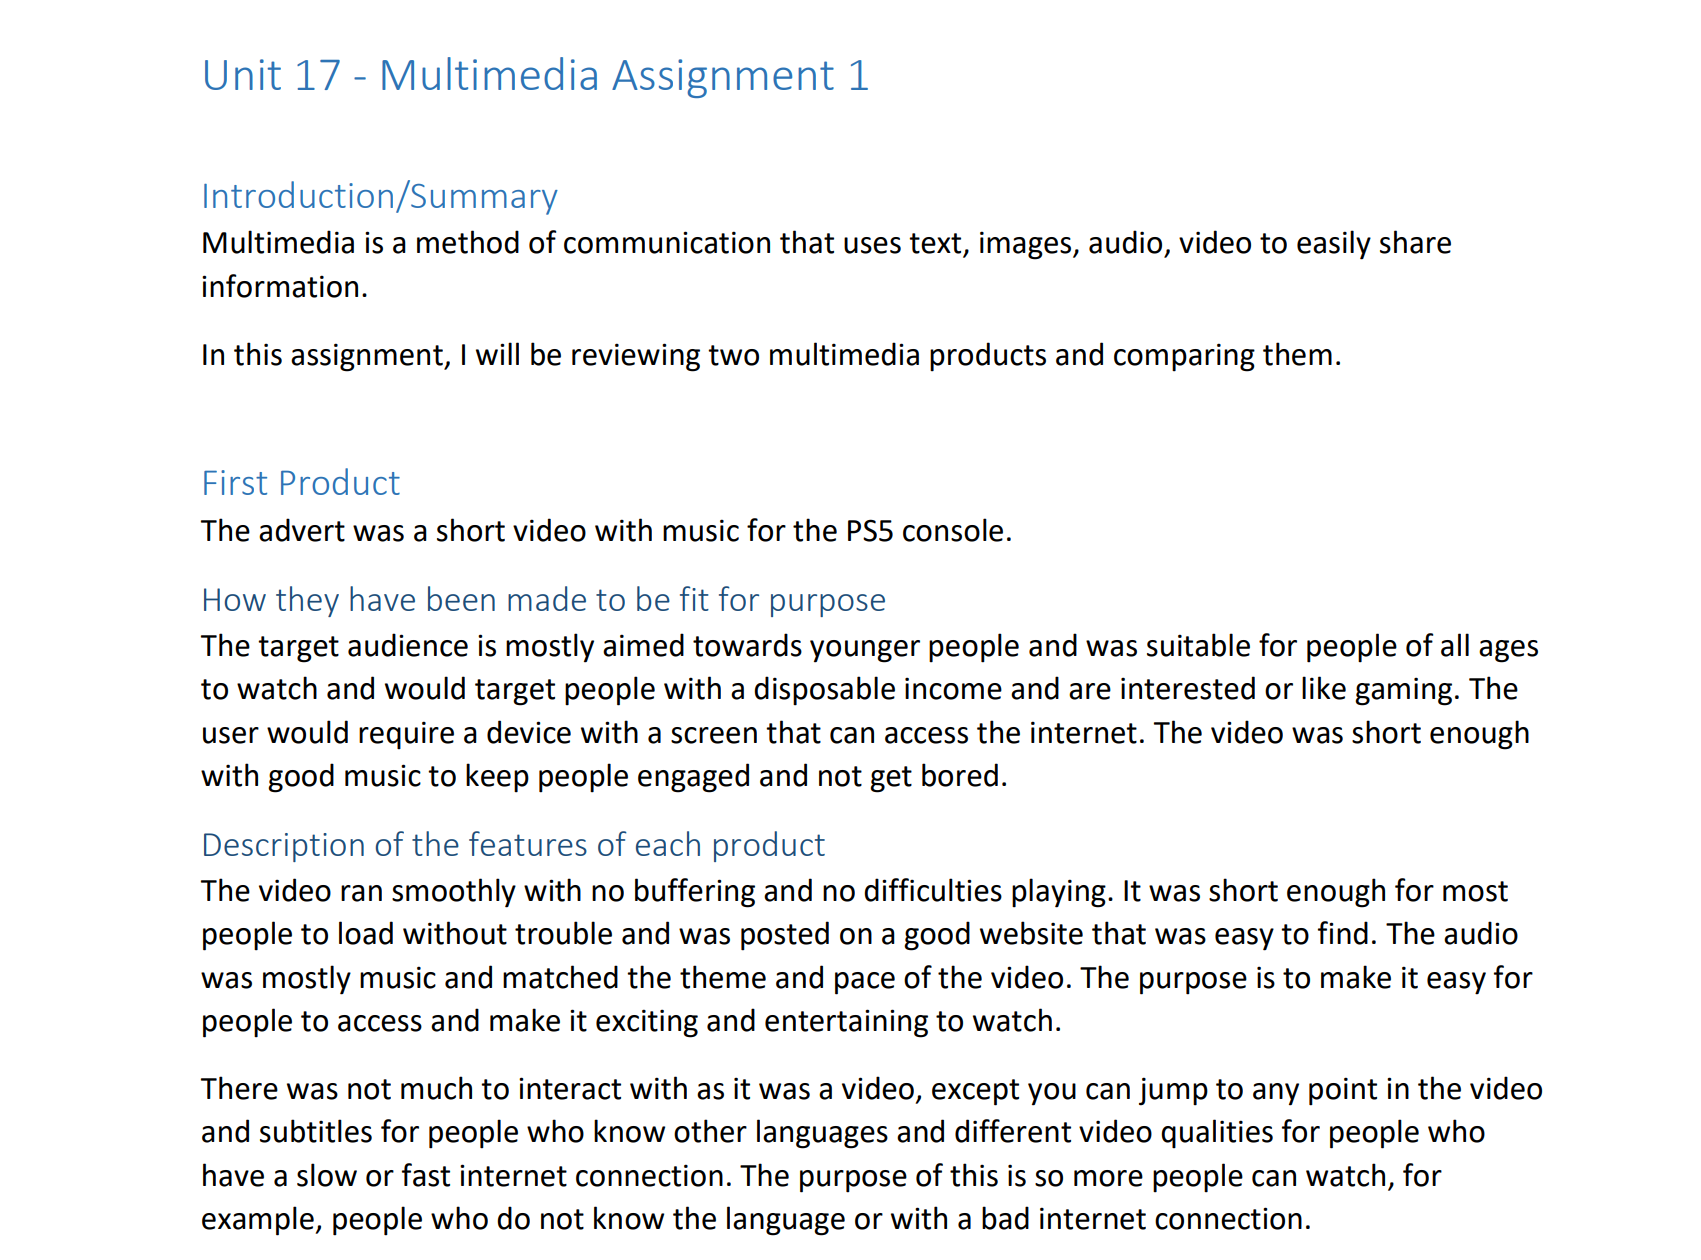 Unit 17 - Multimedia Assignment 1
Introduction/Summary
Multimedia is a method of communication that uses text, images, audio, video to easily share
information.
In this assignment, I will be reviewing two multimedia products and comparing them.
First Product
The advert was a short video with music for the PS5 console.
How they have been made to be fit for purpose
The target audience is mostly aimed towards younger people and was suitable for people of all ages
to watch and would target people with a disposable income and are interested or like gaming. The
user would require a device with a screen that can access the internet. The video was short enough
with good music to keep people engaged and not get bored.
Description of the features of each product
The video ran smoothly with no buffering and no difficulties playing. It was short enough for most
people to load without trouble and was posted on a good website that was easy to find. The audio
was mostly music and matched the theme and pace of the video. The purpose is to make it easy for
people to access and make it exciting and entertaining to watch.
There was not much to interact with as it was a video, except you can jump to any point in the video
and subtitles for people who know other languages and different video qualities for people who
have a slow or fast internet connection. The purpose of this is so more people can watch, for
example, people who do not know the language or with a bad internet connection.